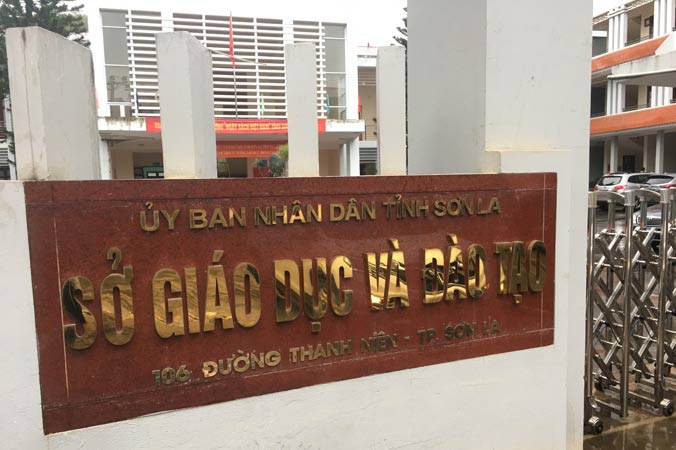 ỦY BAN NHÂN DÂN TỈNH SƠN LA
SỞ GIÁO DỤC VÀ ĐÀO TẠO
106 ĐƯỜNG THANH NIÊN - TP SƠN LA